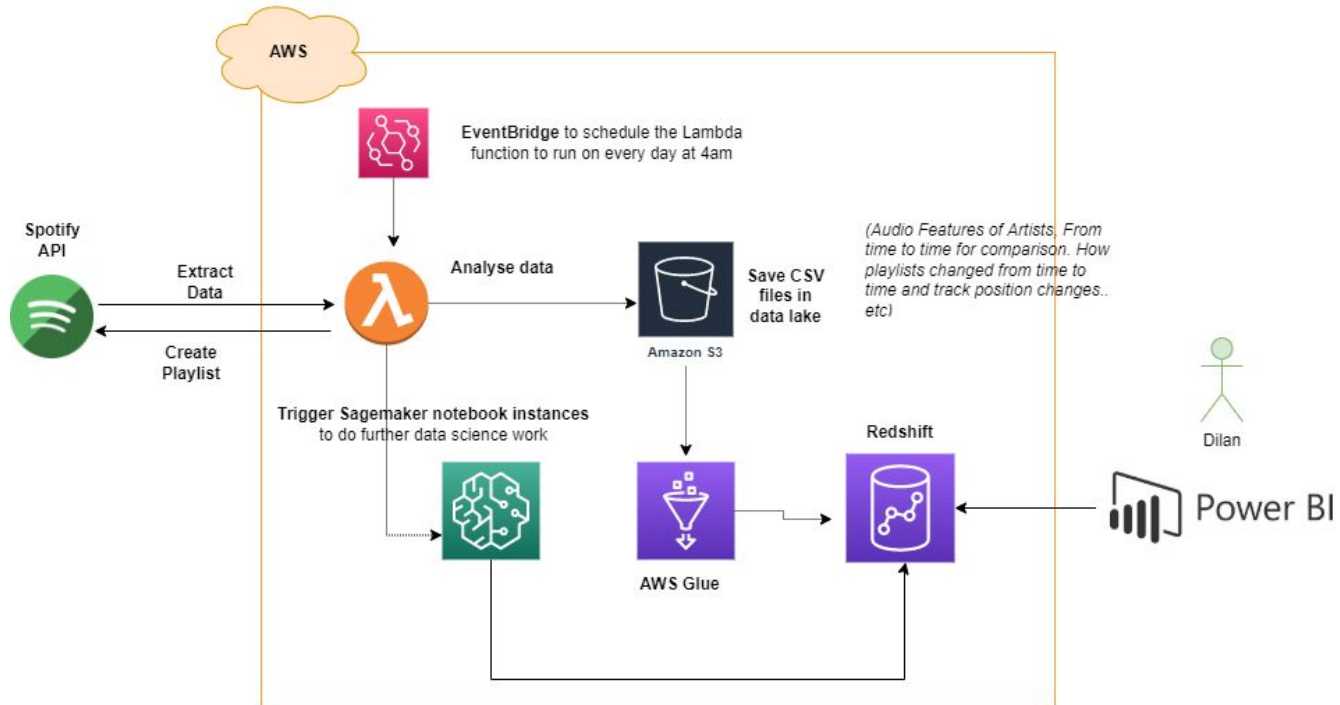 AWS
EventBridge to schedule the Lambda
function to run on every day at 4am
Spotify
API
Extract
Data
Create
Playlist
Analyse data
Save CSV
files in
data lake
Amazon S3
(Audio Features of Artists, From
time to time for comparison. How
playlists changed from time to
time and track position changes..
etc)
Trigger Sagemaker notebook instances
to do further data science work
AWS Glue
Redshift
Dilan
Power BI